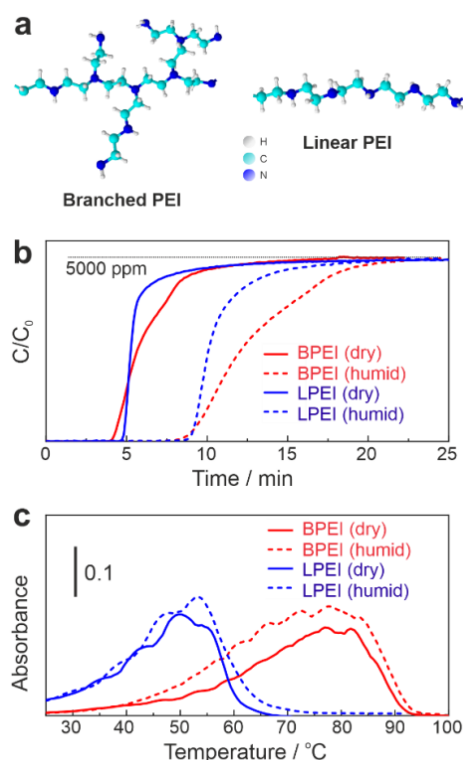 a
H
C
N
Branched PEI
Linear PEI
b
5000 ppm
C/C₀
BPEI (dry)
BPEI (humid)
LPEI (dry)
LPEI (humid)
0 5 10 15 20 25
Time / min
c
0.1
Absorbance
BPEI (dry)
BPEI (humid)
LPEI (dry)
LPEI (humid)
30 40 50 60 70 80 90 100
Temperature / °C